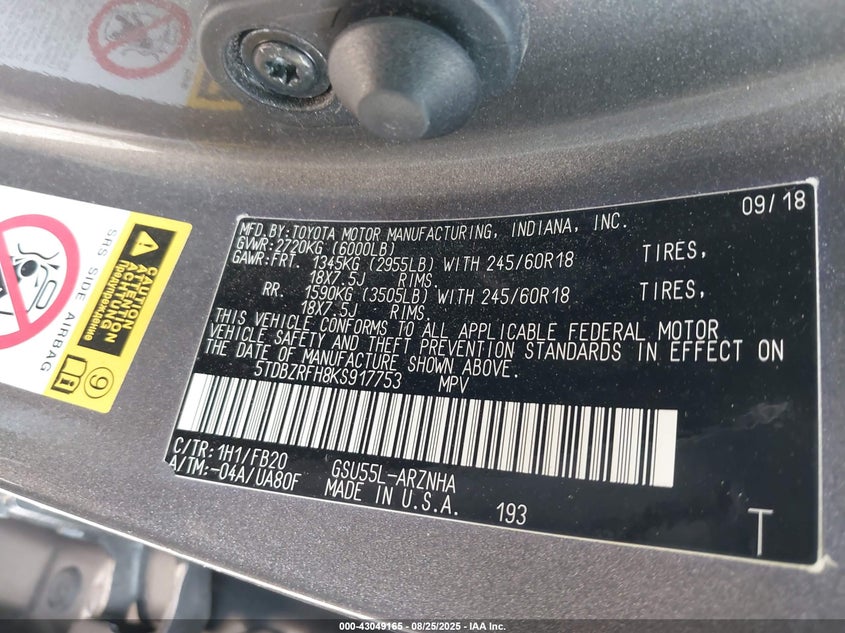 MFD.BY:TOYOTA MOTOR MANUFACTURING, INDIANA, INC. 09/18
GVWR:2720KG (6000LB)
GAWR:FRT. 1345KG (2955LB) WITH 245/60R18 TIRES,
18X7.5J RIMS.
RR. 1590KG (3505LB) WITH 245/60R18 TIRES,
18X7.5J RIMS.
THIS VEHICLE CONFORMS TO ALL APPLICABLE FEDERAL MOTOR
VEHICLE SAFETY AND THEFT PREVENTION STANDARDS IN EFFECT ON
THE DATE OF MANUFACTURE SHOWN ABOVE.
5TDBZRFH8KS917753 MPV
C/TR:1H1/FB20 GSU55L-ARZNHA
A/TM:-04A/UA80F MADE IN U.S.A. 193
T
SRS SIDE AIRBAG
CAUTION
ATENCIÓN
ACHTUNG
Предупреждение
9
000-43049165 - 08/25/2025 - IAA Inc.